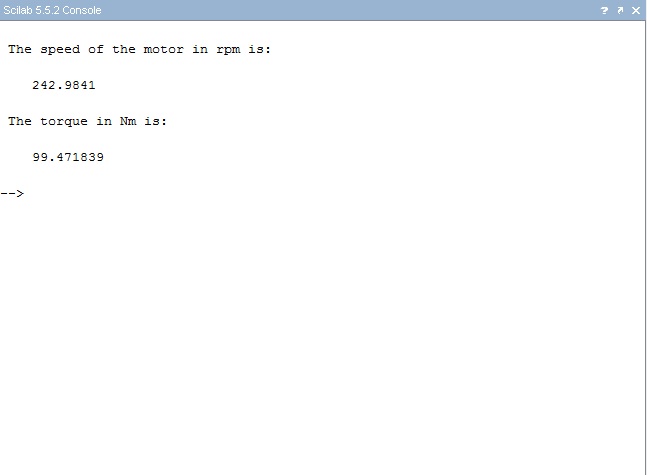 Scilab 5.5.2 Console
The speed of the motor in rpm is:
242.9841
The torque in Nm is:
99.471839
-->